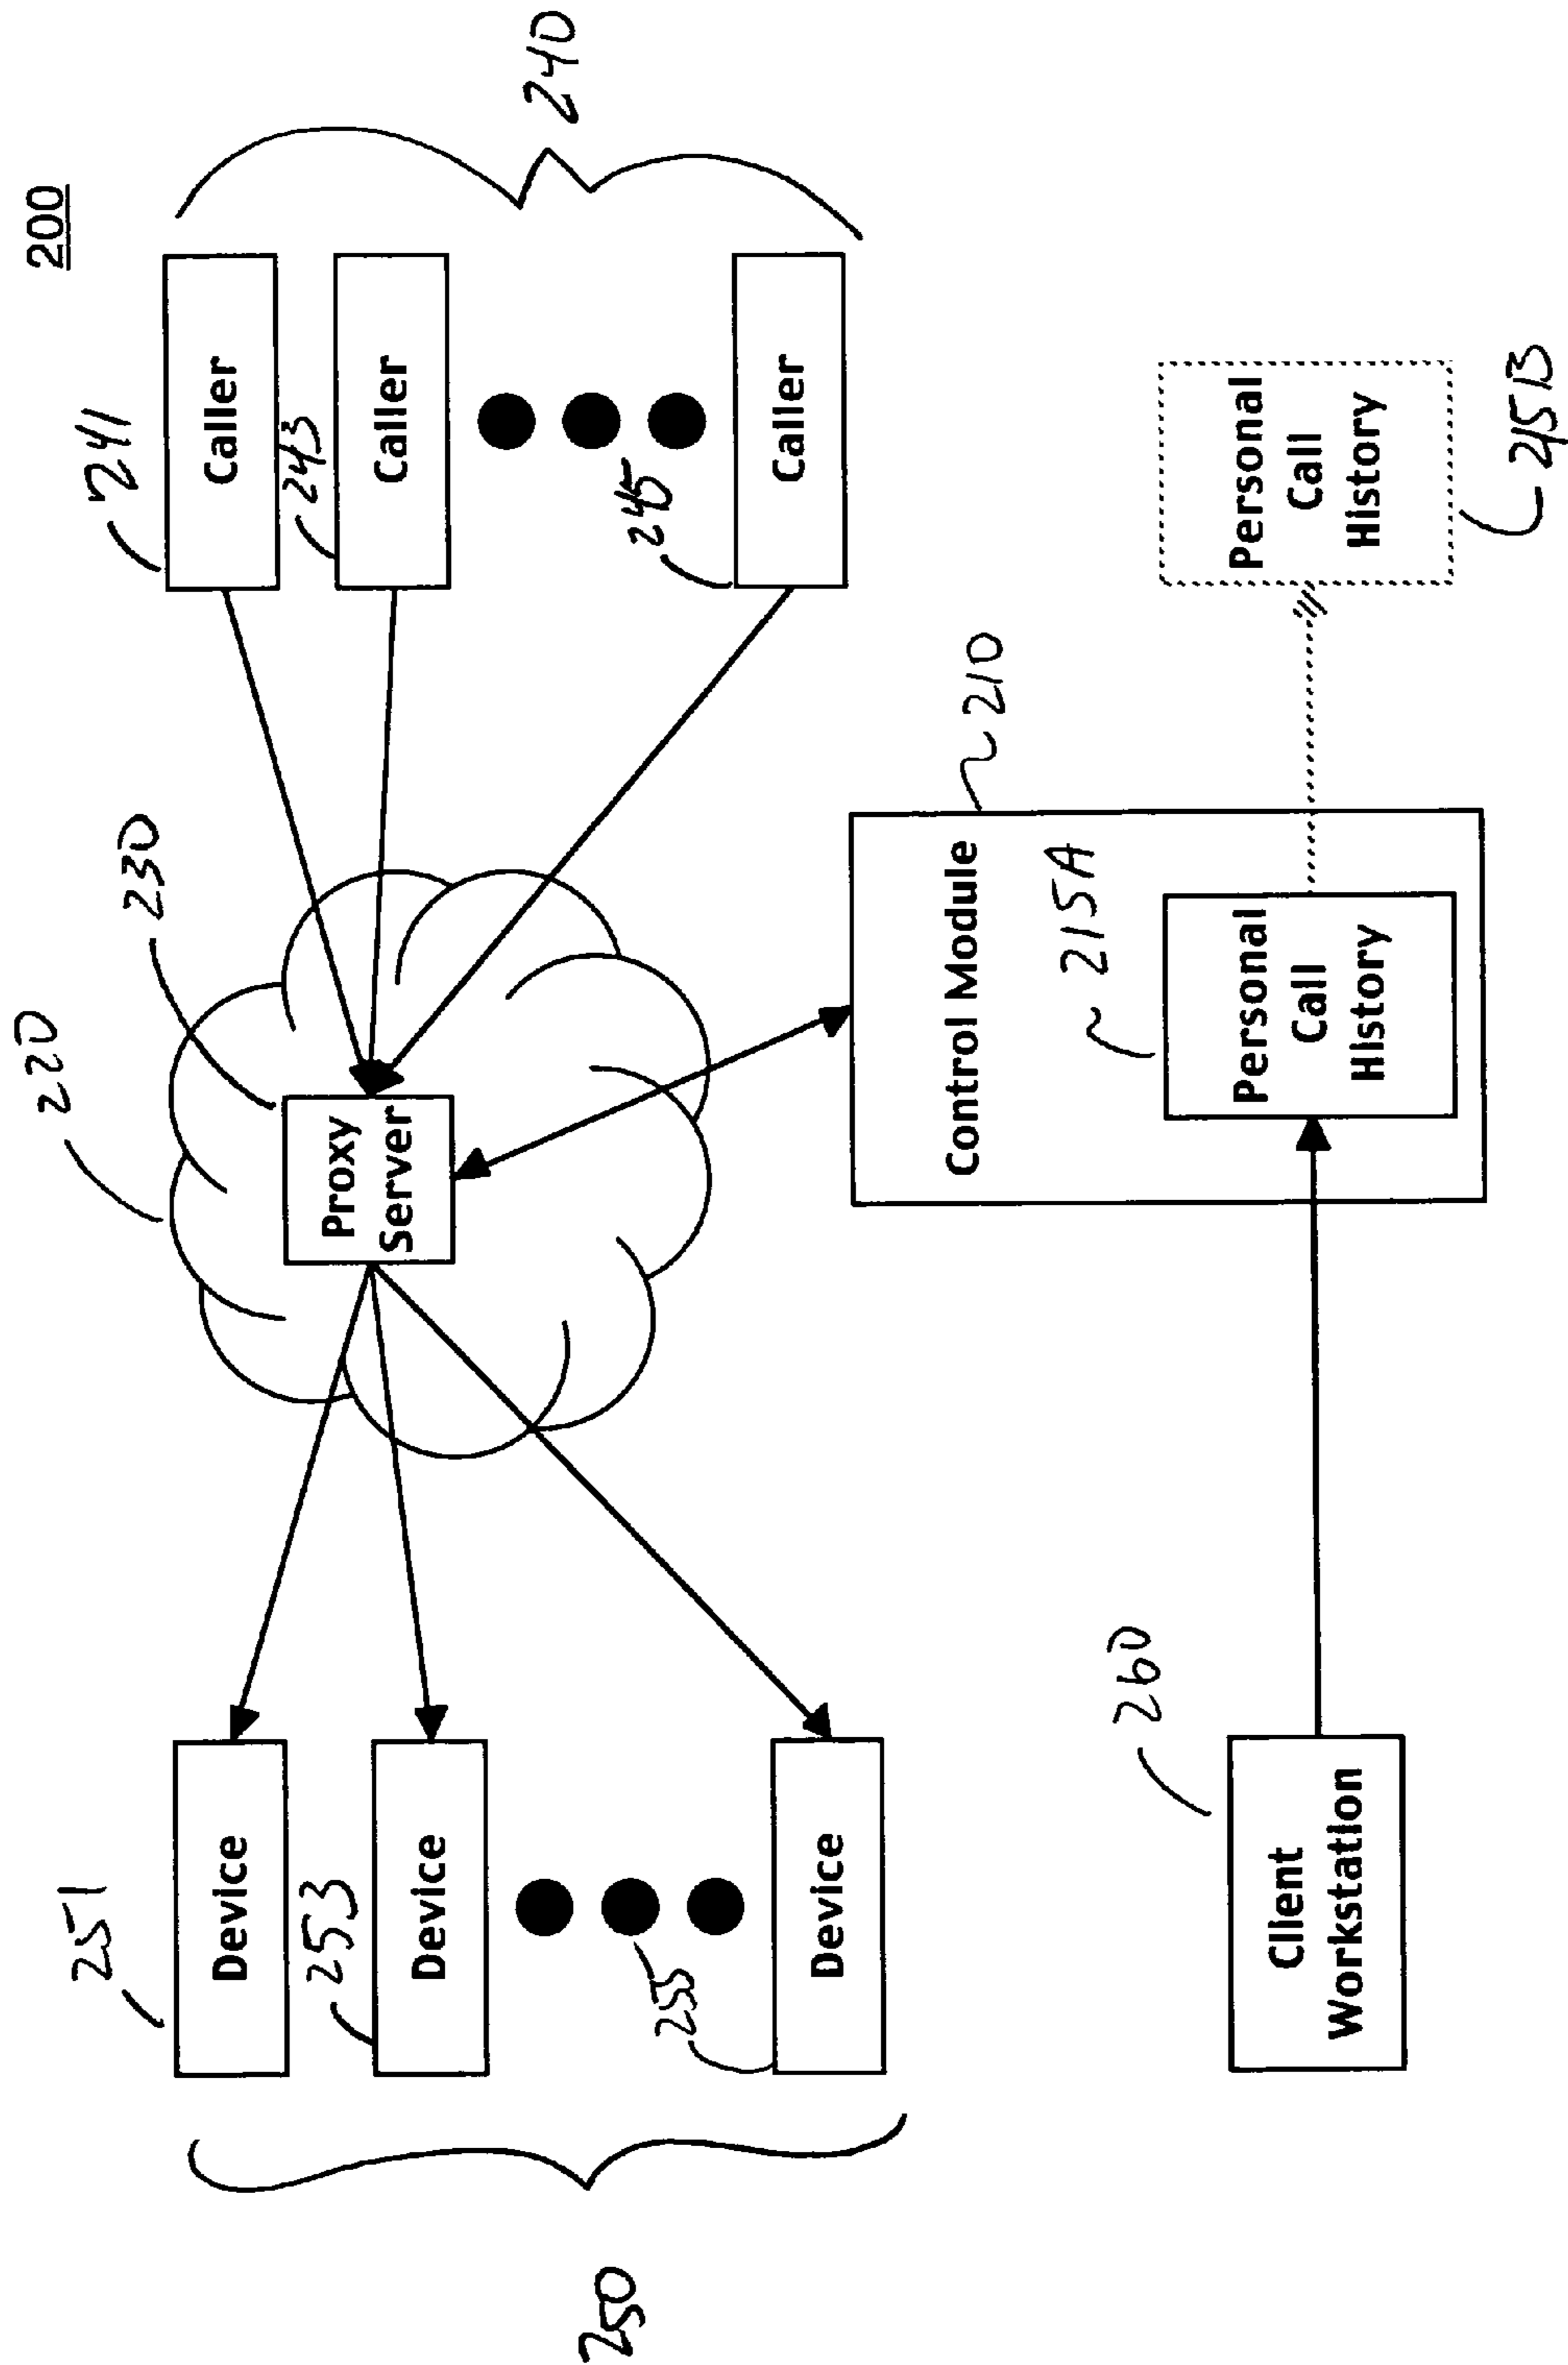 200
220
230
241
Caller
243
Caller
245
Caller
240
Proxy
Server
251
Device
253
Device
255
Device
250
210
Control Module
215A
Personal
Call
History
Personal
Call
History
215B
260
Client
Workstation